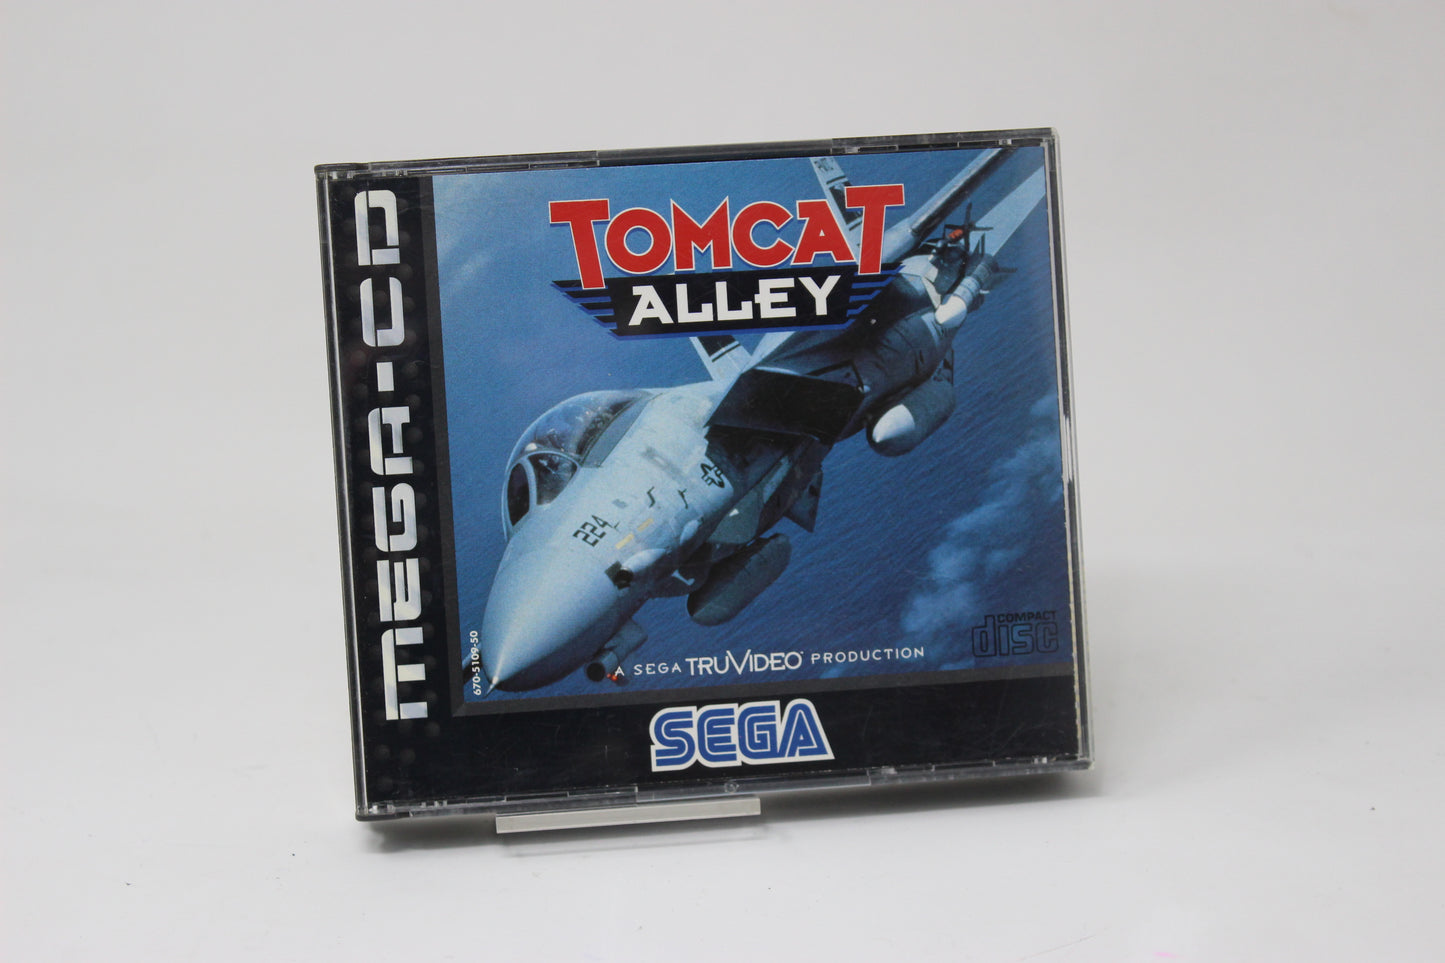 MEGA-CD
TOMCAT
ALLEY
224
670-5109-50
A SEGA TRUVIDEO PRODUCTION
COMPACT
disc
SEGA